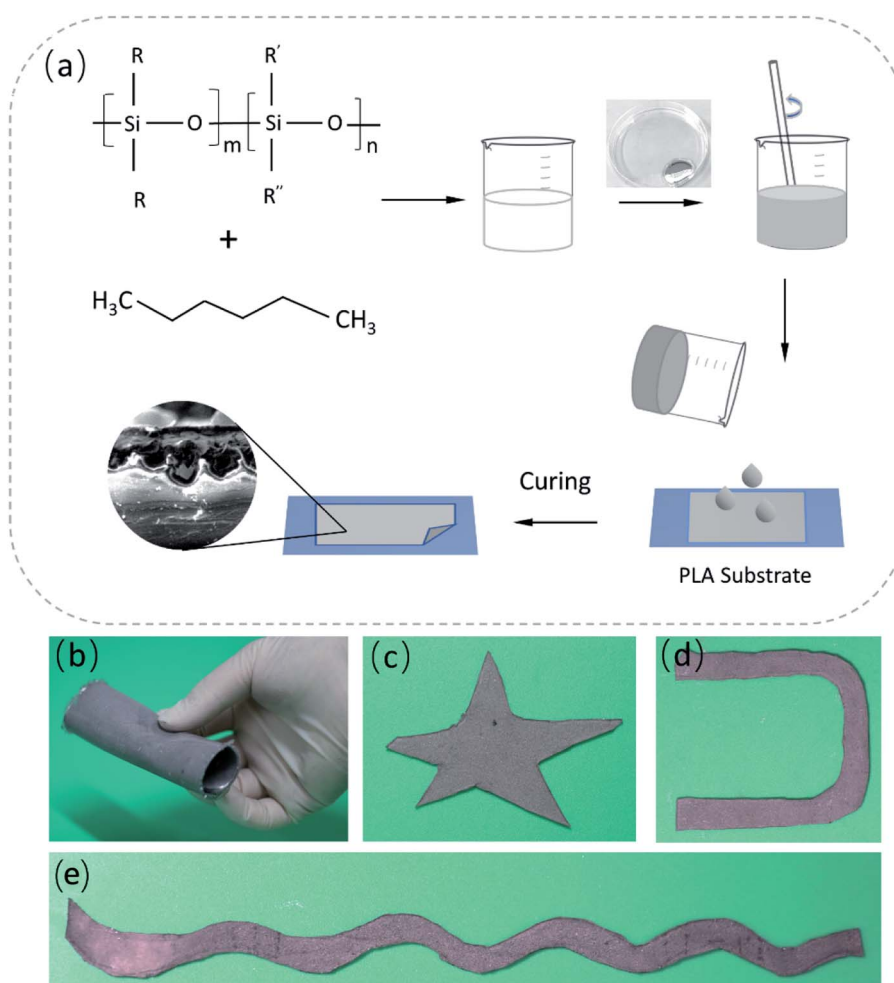 (a)
R R′
Si O m Si O n
R R″
+
H₃C CH₃
Curing
PLA Substrate
(b) (c) (d)
(e)